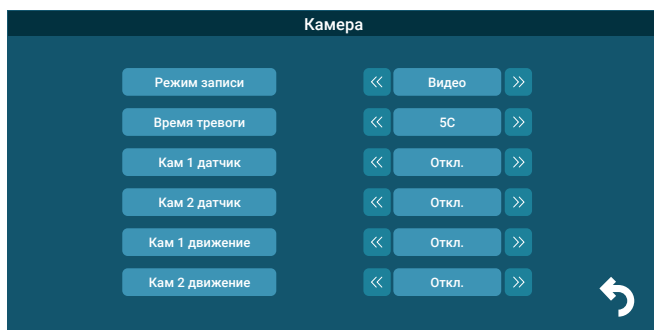 Камера
Режим записи Видео
Время тревоги 5С
Кам 1 датчик Откл.
Кам 2 датчик Откл.
Кам 1 движение Откл.
Кам 2 движение Откл.